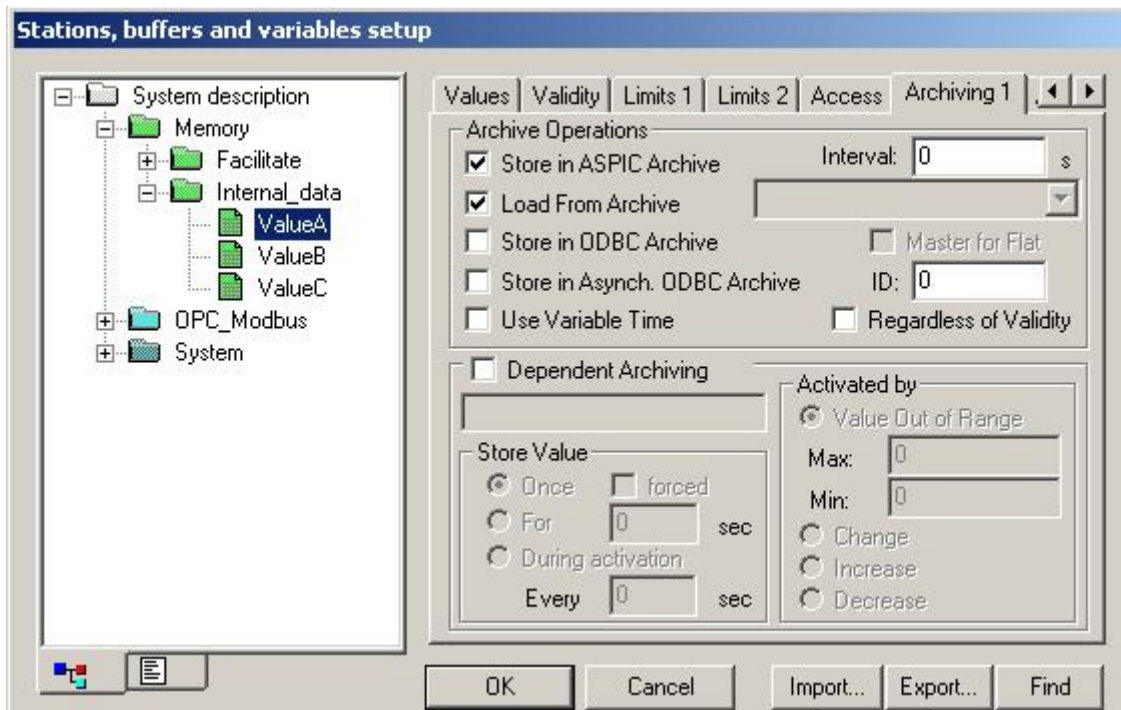 Stations, buffers and variables setup
System description
Memory
Facilitate
Internal_data
ValueA
ValueB
ValueC
OPC_Modbus
System
Values Validity Limits 1 Limits 2 Access Archiving 1
Archive Operations
Store in ASPIC Archive Interval: 0 s
Load From Archive
Store in ODBC Archive Master for Flat
Store in Asynch. ODBC Archive ID: 0
Use Variable Time Regardless of Validity
Dependent Archiving
Store Value
Once forced
For 0 sec
During activation
Every 0 sec
Activated by
Value Out of Range
Max: 0
Min: 0
Change
Increase
Decrease
OK Cancel Import... Export... Find